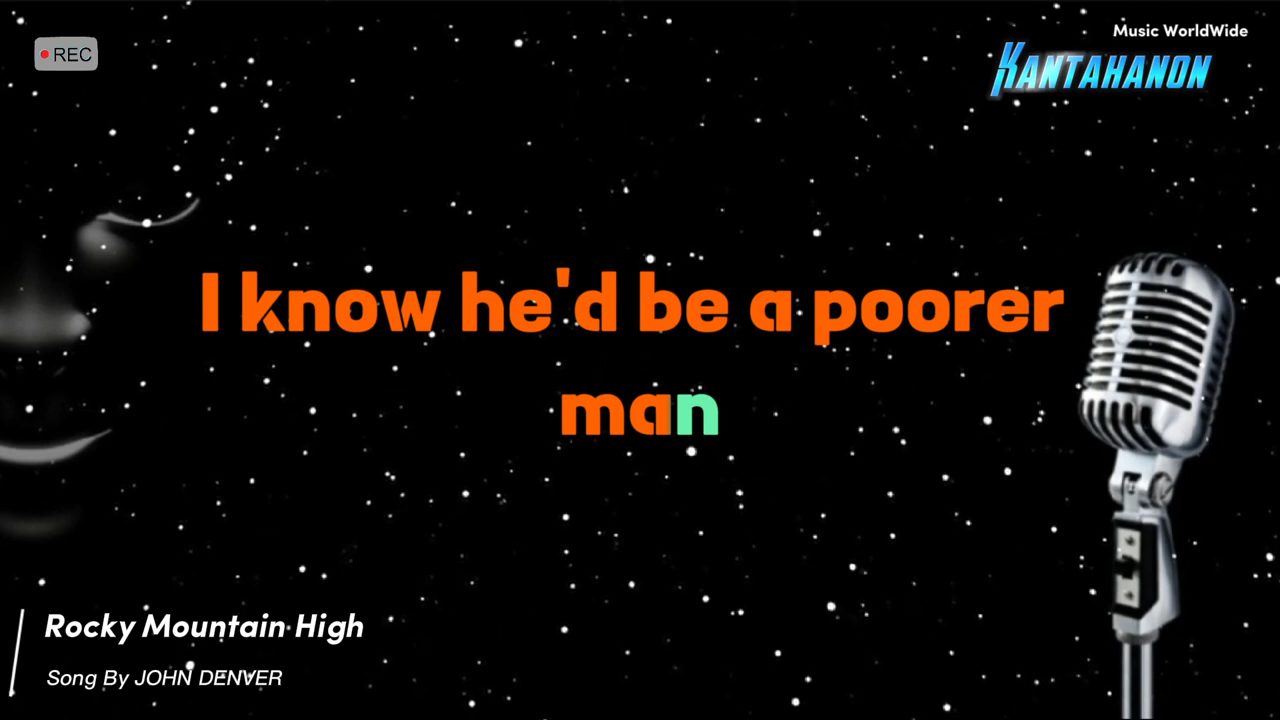 REC
Music WorldWide
KANTAHANON
I know he'd be a poorer
man
Rocky Mountain High
Song By JOHN DENVER